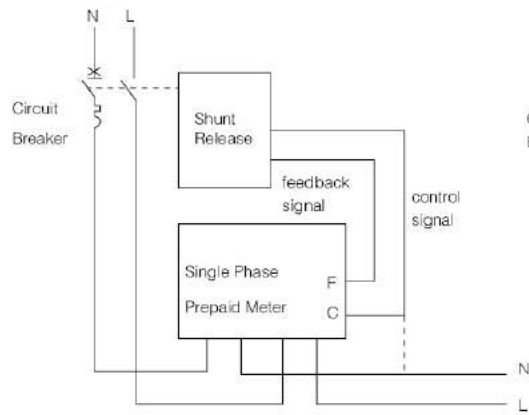 N L
Circuit
Breaker
Shunt
Release
feedback
signal
control
signal
Single Phase
Prepaid Meter
F
C
N
L